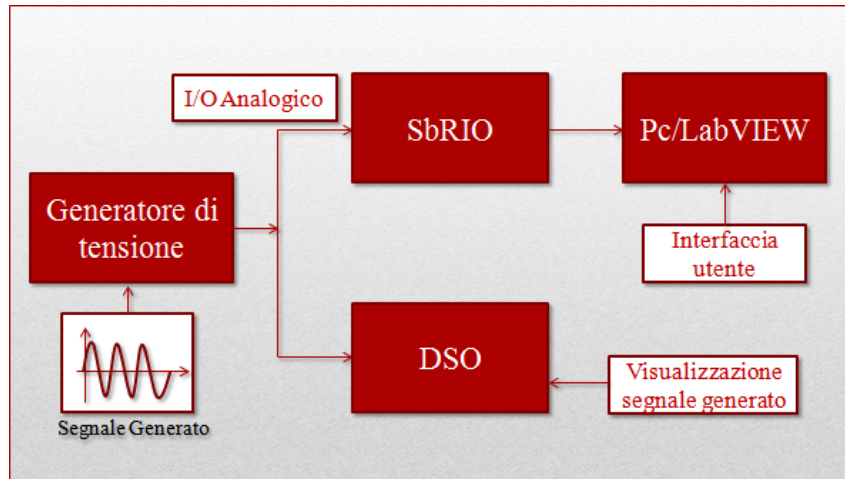 I/O Analogico
SbRIO
Pc/LabVIEW
Generatore di
tensione
Interfaccia
utente
DSO
Visualizzazione
segnale generato
Segnale Generato